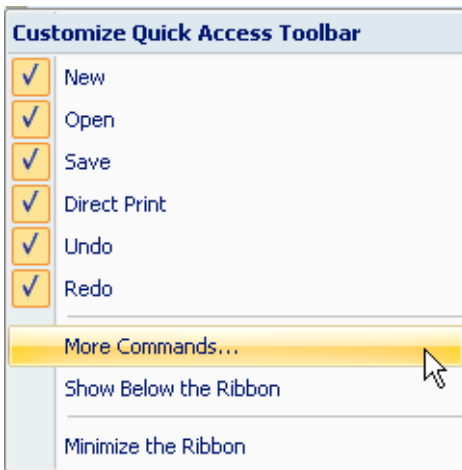 Customize Quick Access Toolbar
New
Open
Save
Direct Print
Undo
Redo
More Commands...
Show Below the Ribbon
Minimize the Ribbon